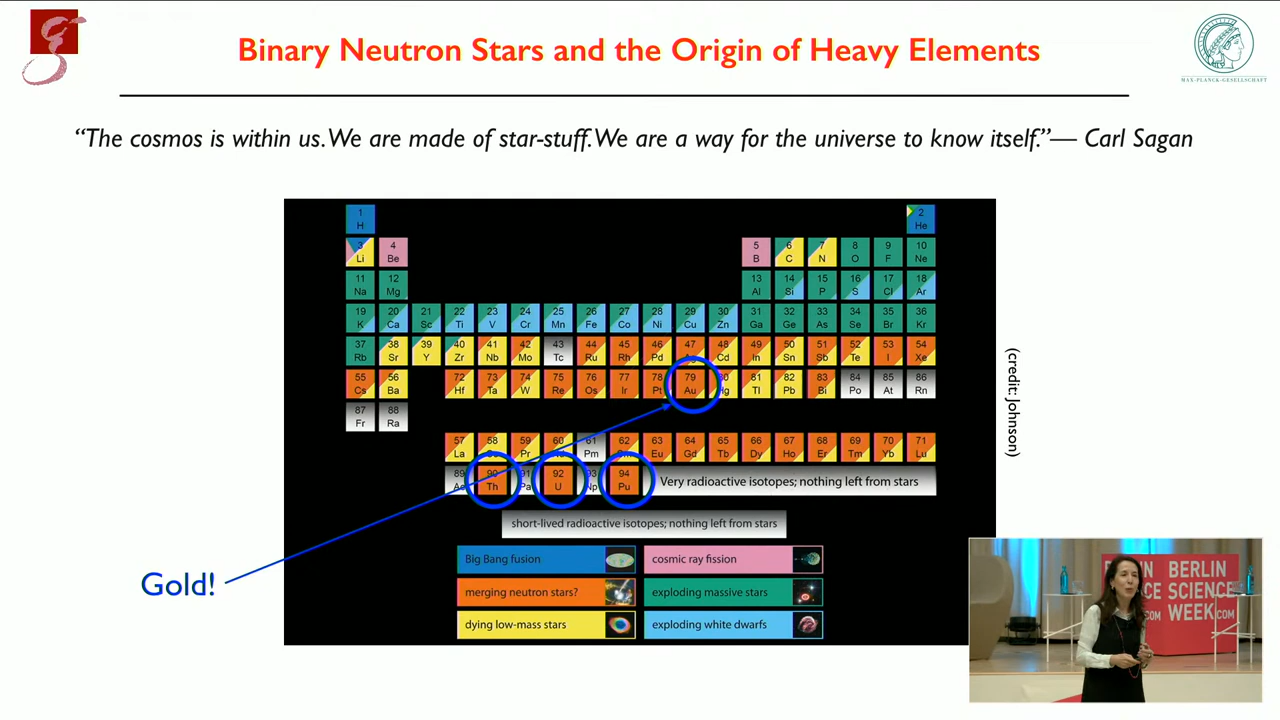 Binary Neutron Stars and the Origin of Heavy Elements
MAX-PLANCK-GESELLSCHAFT
“The cosmos is within us. We are made of star-stuff. We are a way for the universe to know itself.”— Carl Sagan
1 2
H He
3 4 5 6 7 8 9 10
Li Be B C N O F Ne
11 12 13 14 15 16 17 18
Na Mg Al Si P S Cl Ar
19 20 21 22 23 24 25 26 27 28 29 30 31 32 33 34 35 36
K Ca Sc Ti V Cr Mn Fe Co Ni Cu Zn Ga Ge As Se Br Kr
37 38 39 40 41 42 43 44 45 46 47 48 49 50 51 52 53 54
Rb Sr Y Zr Nb Mo Tc Ru Rh Pd Ag Cd In Sn Sb Te I Xe
55 56 72 73 74 75 76 77 78 79 80 81 82 83 84 85 86
Cs Ba Hf Ta W Re Os Ir Pt Au Hg Tl Pb Bi Po At Rn
87 88
Fr Ra
57 58 59 60 61 62 63 64 65 66 67 68 69 70 71
La Pr Pm Eu Gd Tb Dy Ho Er Tm Yb Lu
89 90 91 92 93 94
Ac Th Pa U Np Pu
Very radioactive isotopes; nothing left from stars
short-lived radioactive isotopes; nothing left from stars
Big Bang fusion
cosmic ray fission
merging neutron stars?
exploding massive stars
dying low-mass stars
exploding white dwarfs
Gold!
(credit: Johnson)
BERLIN
SCIENCE
WEEK.COM